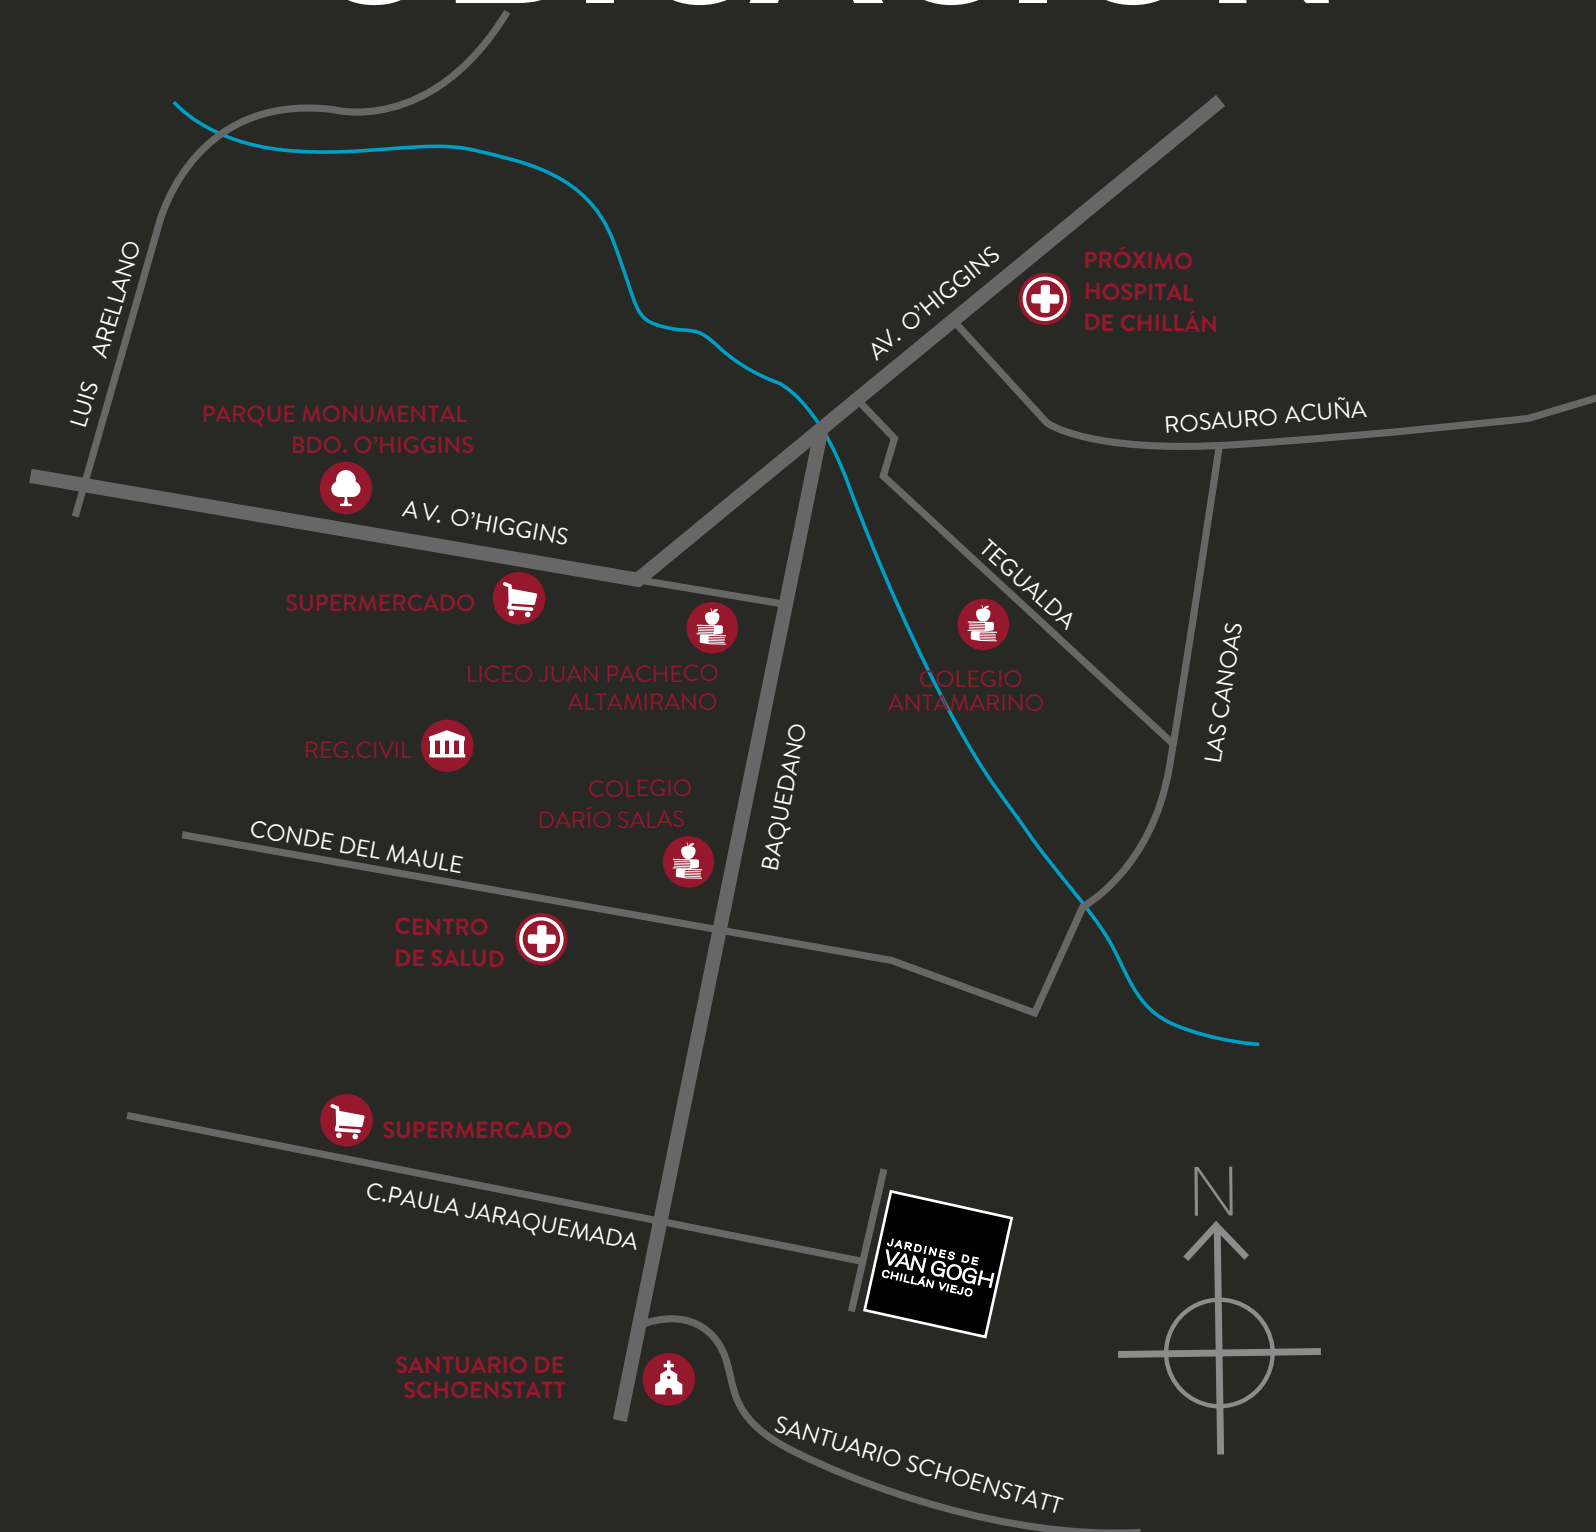 UBICACIÓN
LUIS ARELLANO
AV. O'HIGGINS
PRÓXIMO
HOSPITAL
DE CHILLÁN
ROSAURO ACUÑA
PARQUE MONUMENTAL
BDO. O'HIGGINS
AV. O'HIGGINS
TEGUALDA
SUPERMERCADO
LICEO JUAN PACHECO
ALTAMIRANO
COLEGIO
ANTAMARINO
LAS CANOAS
REG.CIVIL
BAQUEDANO
COLEGIO
DARÍO SALAS
CONDE DEL MAULE
CENTRO
DE SALUD
SUPERMERCADO
C.PAULA JARAQUEMADA
JARDINES DE
VAN GOGH
CHILLÁN VIEJO
N
SANTUARIO DE
SCHOENSTATT
SANTUARIO SCHOENSTATT